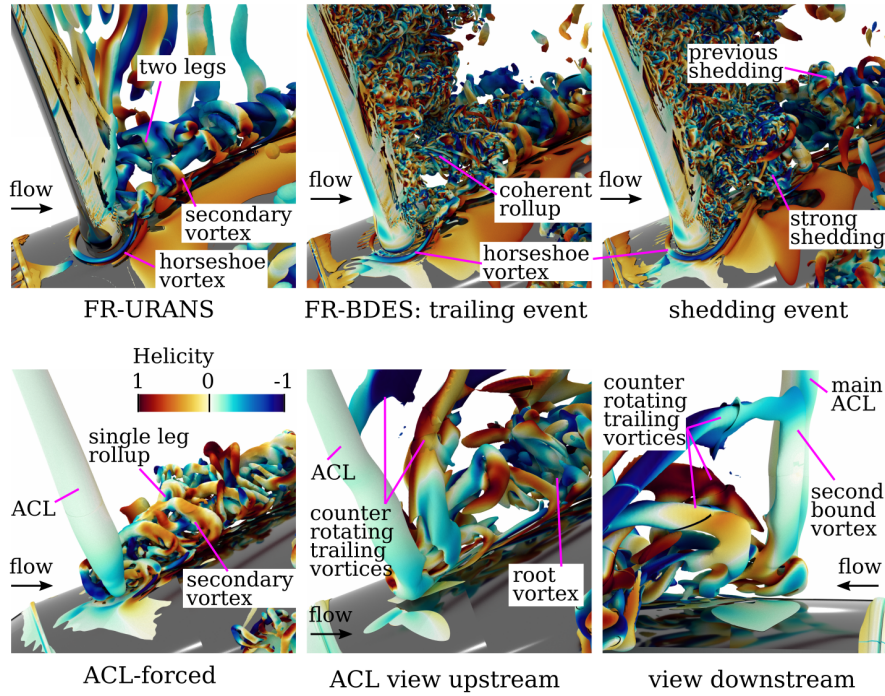 two legs
flow
secondary
vortex
horseshoe
vortex
FR-URANS
flow
coherent
rollup
horseshoe
vortex
FR-BDES: trailing event
previous
shedding
flow
strong
shedding
shedding event
Helicity
1 0 -1
single leg
rollup
ACL
flow
secondary
vortex
ACL-forced
ACL
counter
rotating
trailing
vortices
flow
root
vortex
ACL view upstream
counter
rotating
trailing
vortices
main
ACL
second
bound
vortex
flow
view downstream